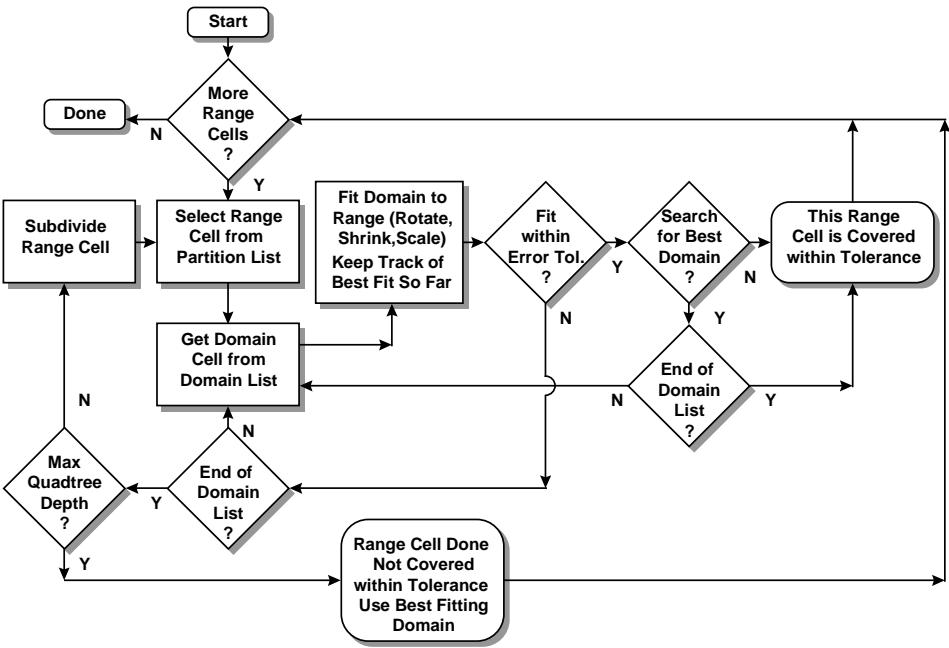 Start
More
Range
Cells
?
Done
N
Y
Subdivide
Range Cell
Select Range
Cell from
Partition List
Fit Domain to
Range (Rotate,
Shrink,Scale)
Keep Track of
Best Fit So Far
Fit
within
Error Tol.
?
Y
N
Search
for Best
Domain
?
N
Y
This Range
Cell is Covered
within Tolerance
Get Domain
Cell from
Domain List
End of
Domain
List
?
N
Y
N
Max
Quadtree
Depth
?
N
Y
End of
Domain
List
?
Y
Range Cell Done
Not Covered
within Tolerance
Use Best Fitting
Domain